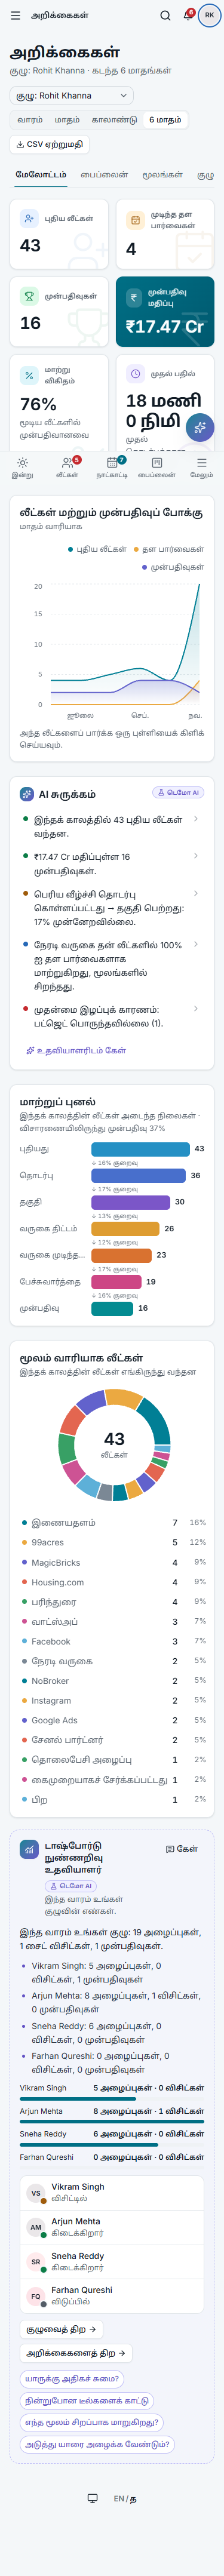 அறிக்கைகள்
6
RK
அறிக்கைகள்
குழு: Rohit Khanna · கடந்த 6 மாதங்கள்
குழு: Rohit Khanna
வாரம் மாதம் காலாண்டு 6 மாதம்
CSV ஏற்றுமதி
மேலோட்டம் பைப்லைன் மூலங்கள் குழு
புதிய லீட்கள்
43
முடிந்த தள பார்வைகள்
4
முன்பதிவுகள்
16
முன்பதிவு மதிப்பு
₹17.47 Cr
மாற்று விகிதம்
76%
மூடிய லீட்களில் முன்பதிவானவை
முதல் பதில்
18 மணி 0 நிமி
முதல்
5
7
இன்று லீட்கள் நாட்காட்டி பைப்லைன் மேலும்
லீட்கள் மற்றும் முன்பதிவுப் போக்கு
மாதம் வாரியாக
புதிய லீட்கள் தள பார்வைகள்
முன்பதிவுகள்
20
15
10
5
0
ஜூலை செப். நவ.
அந்த லீட்களைப் பார்க்க ஒரு புள்ளியைக் கிளிக் செய்யவும்.
AI சுருக்கம்
டெமோ AI
இந்தக் காலத்தில் 43 புதிய லீட்கள் வந்தன.
₹17.47 Cr மதிப்புள்ள 16 முன்பதிவுகள்.
பெரிய வீழ்ச்சி தொடர்பு கொள்ளப்பட்டது → தகுதி பெற்றது: 17% முன்னேறவில்லை.
நேரடி வருகை தன் லீட்களில் 100% ஐ தள பார்வைகளாக மாற்றுகிறது, மூலங்களில் சிறந்தது.
முதன்மை இழப்புக் காரணம்: பட்ஜெட் பொருந்தவில்லை (1).
உதவியாளரிடம் கேள்
மாற்றுப் புனல்
இந்தக் காலத்தின் லீட்கள் அடைந்த நிலைகள் · விசாரணையிலிருந்து முன்பதிவு 37%
புதியது 43
↓ 16% குறைவு
தொடர்பு 36
↓ 17% குறைவு
தகுதி 30
↓ 13% குறைவு
வருகை திட்டம் 26
↓ 12% குறைவு
வருகை முடிந்த... 23
↓ 17% குறைவு
பேச்சுவார்த்தை 19
↓ 16% குறைவு
முன்பதிவு 16
மூலம் வாரியாக லீட்கள்
இந்தக் காலத்தின் லீட்கள் எங்கிருந்து வந்தன
43
லீட்கள்
இணையதளம் 7 16%
99acres 5 12%
MagicBricks 4 9%
Housing.com 4 9%
பரிந்துரை 4 9%
வாட்ஸ்அப் 3 7%
Facebook 3 7%
நேரடி வருகை 2 5%
NoBroker 2 5%
Instagram 2 5%
Google Ads 2 5%
சேனல் பார்ட்னர் 2 5%
தொலைபேசி அழைப்பு 1 2%
கைமுறையாகச் சேர்க்கப்பட்டது 1 2%
பிற 1 2%
டாஷ்போர்டு நுண்ணறிவு உதவியாளர்
கேள்
டெமோ AI
இந்த வாரம் உங்கள் குழுவின் எண்கள்.
இந்த வாரம் உங்கள் குழு: 19 அழைப்புகள், 1 சைட் விசிட்கள், 1 முன்பதிவுகள்.
Vikram Singh: 5 அழைப்புகள், 0 விசிட்கள், 1 முன்பதிவுகள்
Arjun Mehta: 8 அழைப்புகள், 1 விசிட்கள், 0 முன்பதிவுகள்
Sneha Reddy: 6 அழைப்புகள், 0 விசிட்கள், 0 முன்பதிவுகள்
Farhan Qureshi: 0 அழைப்புகள், 0 விசிட்கள், 0 முன்பதிவுகள்
Vikram Singh 5 அழைப்புகள் · 0 விசிட்கள்
Arjun Mehta 8 அழைப்புகள் · 1 விசிட்கள்
Sneha Reddy 6 அழைப்புகள் · 0 விசிட்கள்
Farhan Qureshi 0 அழைப்புகள் · 0 விசிட்கள்
VS Vikram Singh
விசிட்டில்
AM Arjun Mehta
கிடைக்கிறார்
SR Sneha Reddy
கிடைக்கிறார்
FQ Farhan Qureshi
விடுப்பில்
குழுவைத் திற →
அறிக்கைகளைத் திற →
யாருக்கு அதிகச் சுமை?
நின்றுபோன டீல்களைக் காட்டு
எந்த மூலம் சிறப்பாக மாறுகிறது?
அடுத்து யாரை அழைக்க வேண்டும்?
EN / த